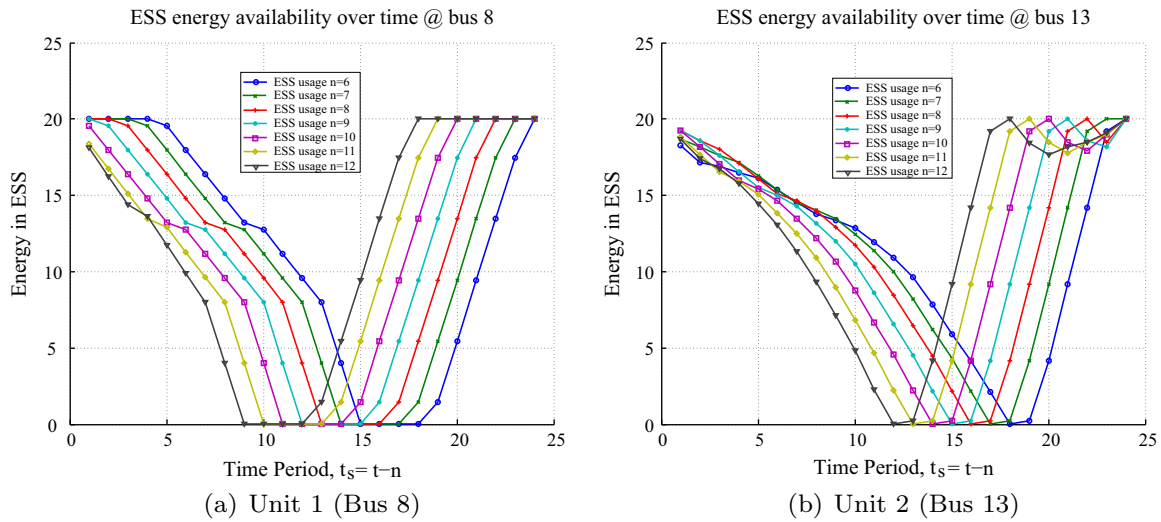 ESS energy availability over time @ bus 8
25
20
15
10
5
0
0
5
10
15
20
25
Energy in ESS
Time Period, tₛ= t−n
ESS usage n=6
ESS usage n=7
ESS usage n=8
ESS usage n=9
ESS usage n=10
ESS usage n=11
ESS usage n=12
(a) Unit 1 (Bus 8)
ESS energy availability over time @ bus 13
25
20
15
10
5
0
0
5
10
15
20
25
Energy in ESS
Time Period, tₛ= t−n
ESS usage n=6
ESS usage n=7
ESS usage n=8
ESS usage n=9
ESS usage n=10
ESS usage n=11
ESS usage n=12
(b) Unit 2 (Bus 13)